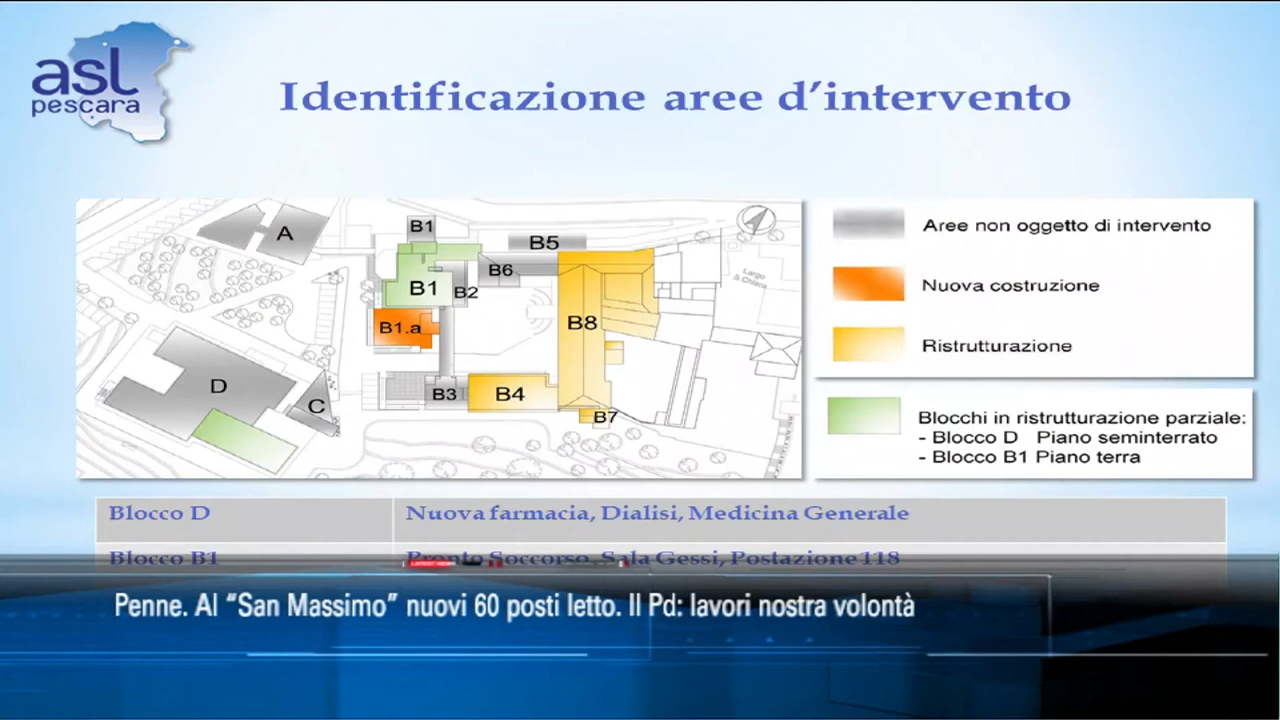 asl
pescara
Identificazione aree d'intervento
A
B1
B5
B6
B1
B2
B1.a
B8
D
C
B3
B4
B7
Largo
S. Chiara
Aree non oggetto di intervento
Nuova costruzione
Ristrutturazione
Blocchi in ristrutturazione parziale:
- Blocco D Piano seminterrato
- Blocco B1 Piano terra
Blocco D Nuova farmacia, Dialisi, Medicina Generale
Blocco B1 Pronto Soccorso, Sala Gessi, Postazione 118
LATEST NEWS
Penne. Al “San Massimo” nuovi 60 posti letto. Il Pd: lavori nostra volontà